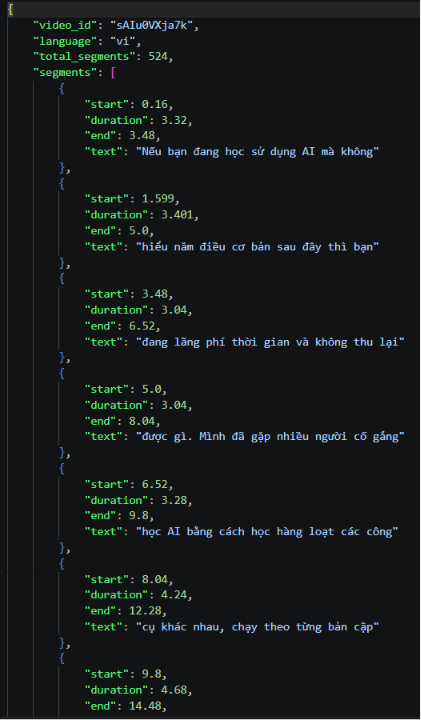 {
"video_id": "sAIu0VXja7k",
"language": "vi",
"total_segments": 524,
"segments": [
{
"start": 0.16,
"duration": 3.32,
"end": 3.48,
"text": "Nếu bạn đang học sử dụng AI mà không"
},
{
"start": 1.599,
"duration": 3.401,
"end": 5.0,
"text": "hiểu năm điều cơ bản sau đây thì bạn"
},
{
"start": 3.48,
"duration": 3.04,
"end": 6.52,
"text": "đang lãng phí thời gian và không thu lại"
},
{
"start": 5.0,
"duration": 3.04,
"end": 8.04,
"text": "được gì. Mình đã gặp nhiều người cố gắng"
},
{
"start": 6.52,
"duration": 3.28,
"end": 9.8,
"text": "học AI bằng cách học hàng loạt các công"
},
{
"start": 8.04,
"duration": 4.24,
"end": 12.28,
"text": "cụ khác nhau, chạy theo từng bản cập"
},
{
"start": 9.8,
"duration": 4.68,
"end": 14.48,